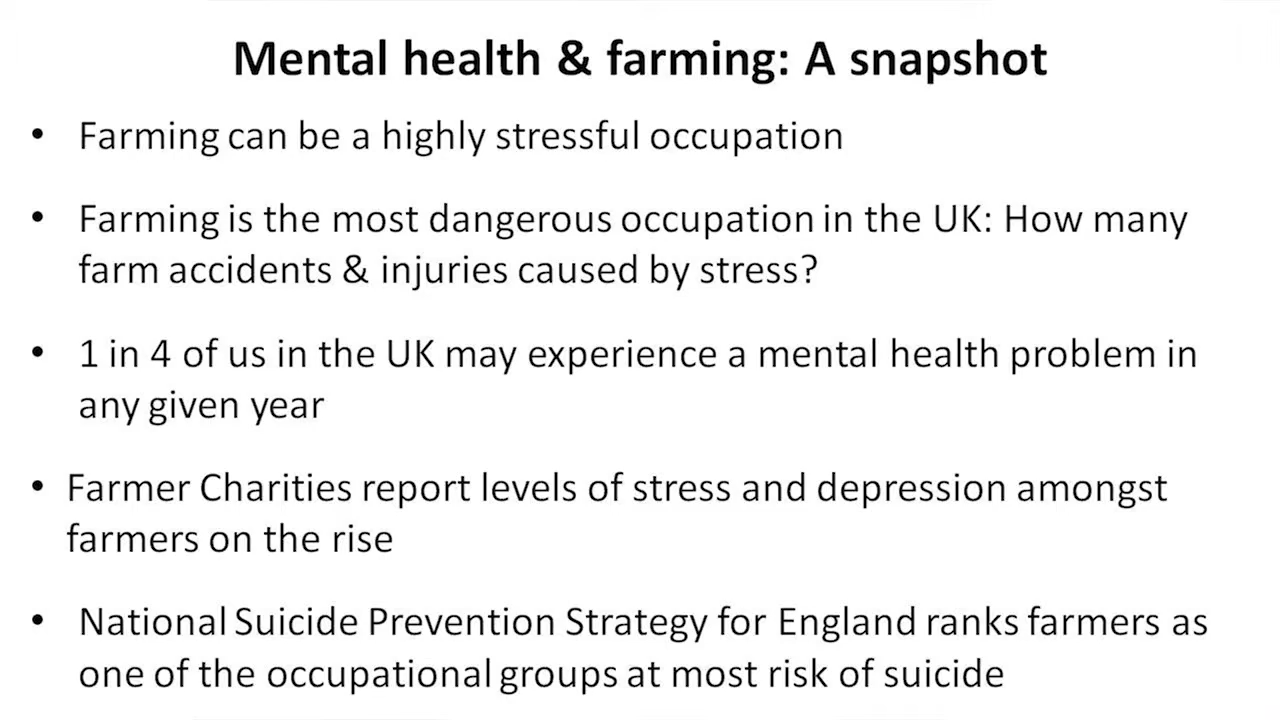 Mental health & farming: A snapshot
• Farming can be a highly stressful occupation
• Farming is the most dangerous occupation in the UK: How many
farm accidents & injuries caused by stress?
• 1 in 4 of us in the UK may experience a mental health problem in
any given year
• Farmer Charities report levels of stress and depression amongst
farmers on the rise
• National Suicide Prevention Strategy for England ranks farmers as
one of the occupational groups at most risk of suicide